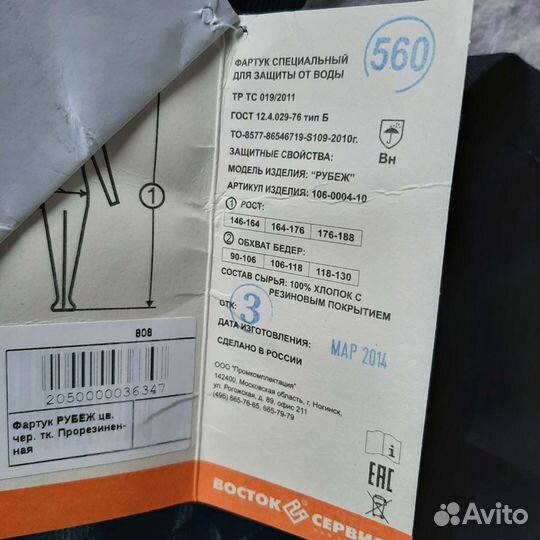 ФАРТУК СПЕЦИАЛЬНЫЙ
ДЛЯ ЗАЩИТЫ ОТ ВОДЫ
560
ТР ТС 019/2011
ГОСТ 12.4.029-76 тип Б
ТО-8577-86546719-S109-2010г.
ЗАЩИТНЫЕ СВОЙСТВА:
Вн
МОДЕЛЬ ИЗДЕЛИЯ: "РУБЕЖ"
АРТИКУЛ ИЗДЕЛИЯ: 106-0004-10
1 РОСТ:
146-164 164-176 176-188
2 ОБХВАТ БЕДЕР:
90-106 106-118 118-130
СОСТАВ СЫРЬЯ: 100% ХЛОПОК С
РЕЗИНОВЫМ ПОКРЫТИЕМ
ОТК: 3
ДАТА ИЗГОТОВЛЕНИЯ: МАР 2014
СДЕЛАНО В РОССИИ
ООО "Промкомплектация"
142400, Московская область, г. Ногинск,
ул. Рогожская, д. 89, офис 211
(496) 665-76-65, 665-79-79
EAC
ВОСТОК СЕРВИС
1
808
2050000036347
Фартук РУБЕЖ цв.
чер. тк. Прорезинен-
ная
Avito